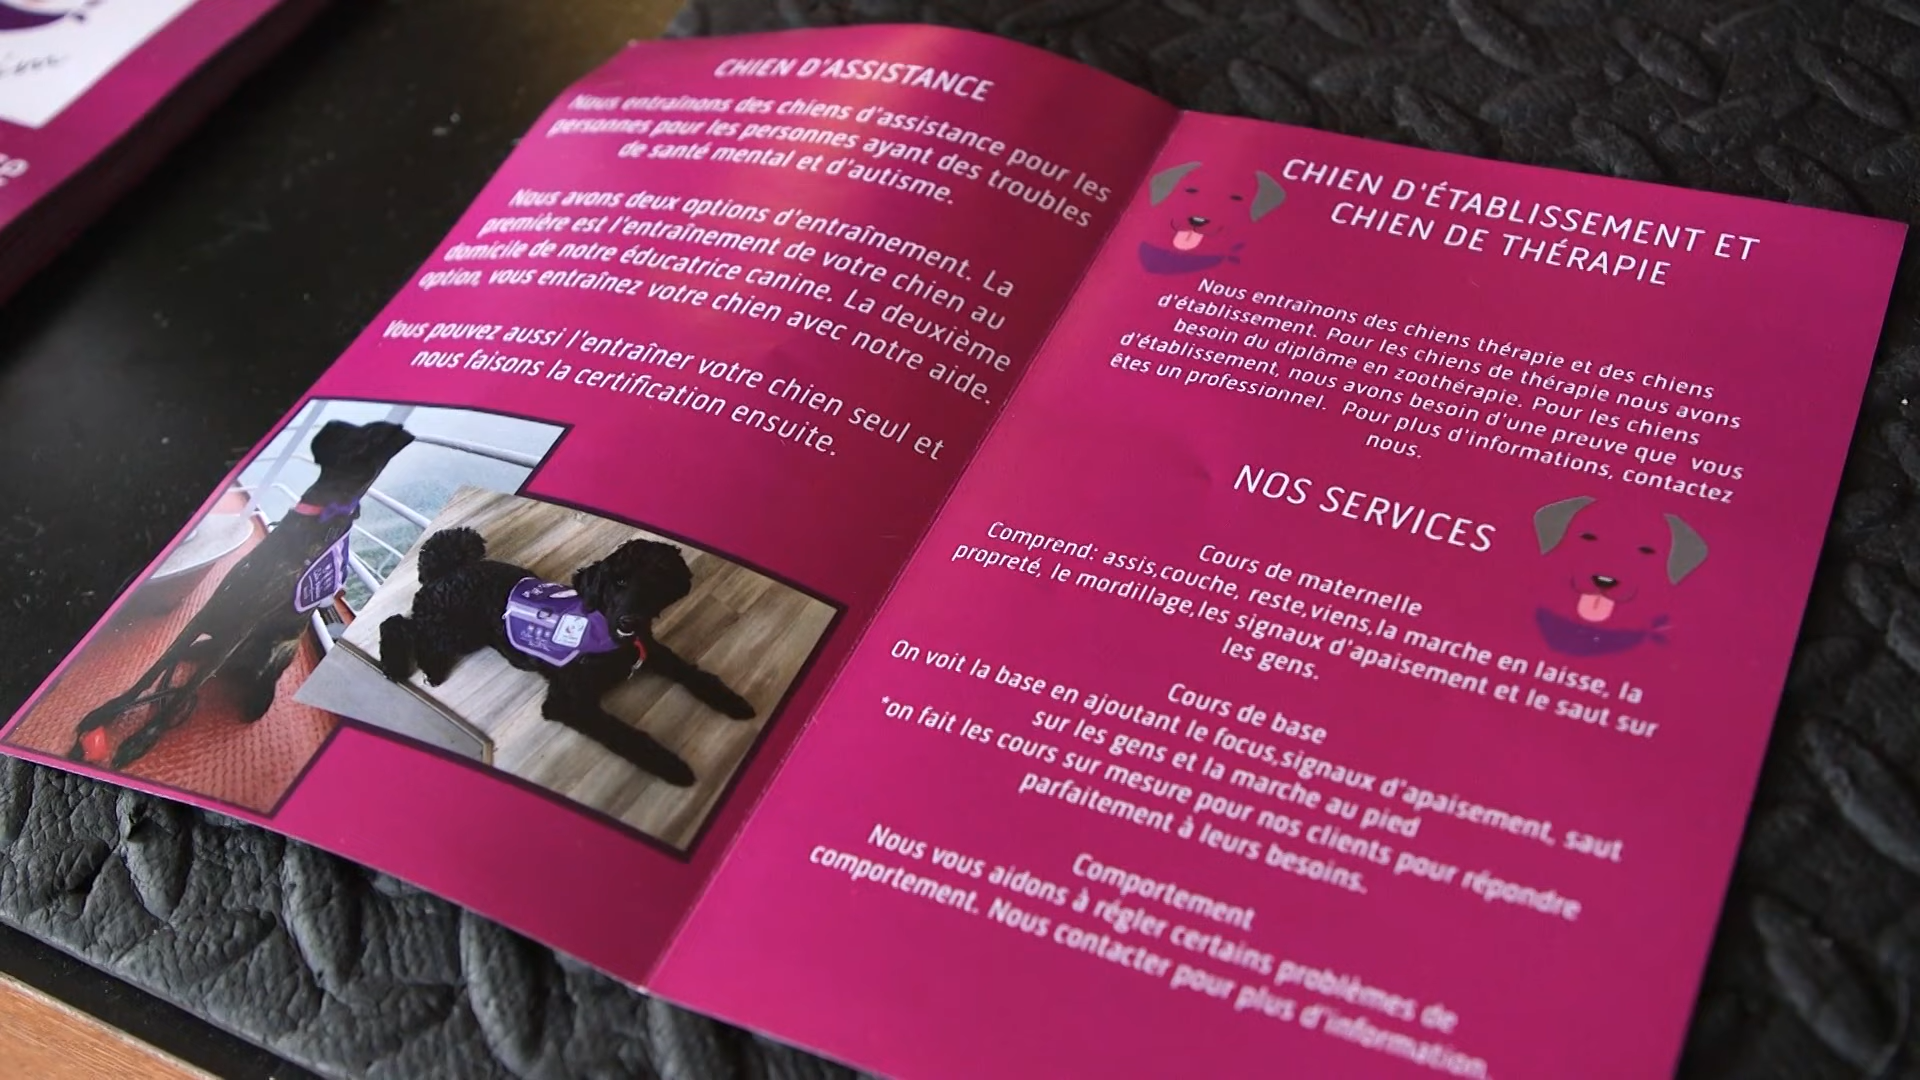 CHIEN D'ASSISTANCE
Nous entraînons des chiens d'assistance pour les
personnes pour les personnes ayant des troubles
de santé mental et d'autisme.
Nous avons deux options d'entraînement. La
première est l'entraînement de votre chien au
domicile de notre éducatrice canine. La deuxième
option, vous entraînez votre chien avec notre aide.
Vous pouvez aussi l'entraîner votre chien seul et
nous faisons la certification ensuite.
CHIEN D'ÉTABLISSEMENT ET
CHIEN DE THÉRAPIE
Nous entraînons des chiens thérapie et des chiens
d'établissement. Pour les chiens de thérapie nous avons
besoin du diplôme en zoothérapie. Pour les chiens
d'établissement, nous avons besoin d'une preuve que vous
êtes un professionnel. Pour plus d'informations, contactez
nous.
NOS SERVICES
Cours de maternelle
Comprend: assis,couche, reste,viens,la marche en laisse, la
propreté, le mordillage,les signaux d'apaisement et le saut sur
les gens.
Cours de base
On voit la base en ajoutant le focus,signaux d'apaisement, saut
sur les gens et la marche au pied
*on fait les cours sur mesure pour nos clients pour répondre
parfaitement à leurs besoins.
Comportement
Nous vous aidons à régler certains problèmes de
comportement. Nous contacter pour plus d'information.